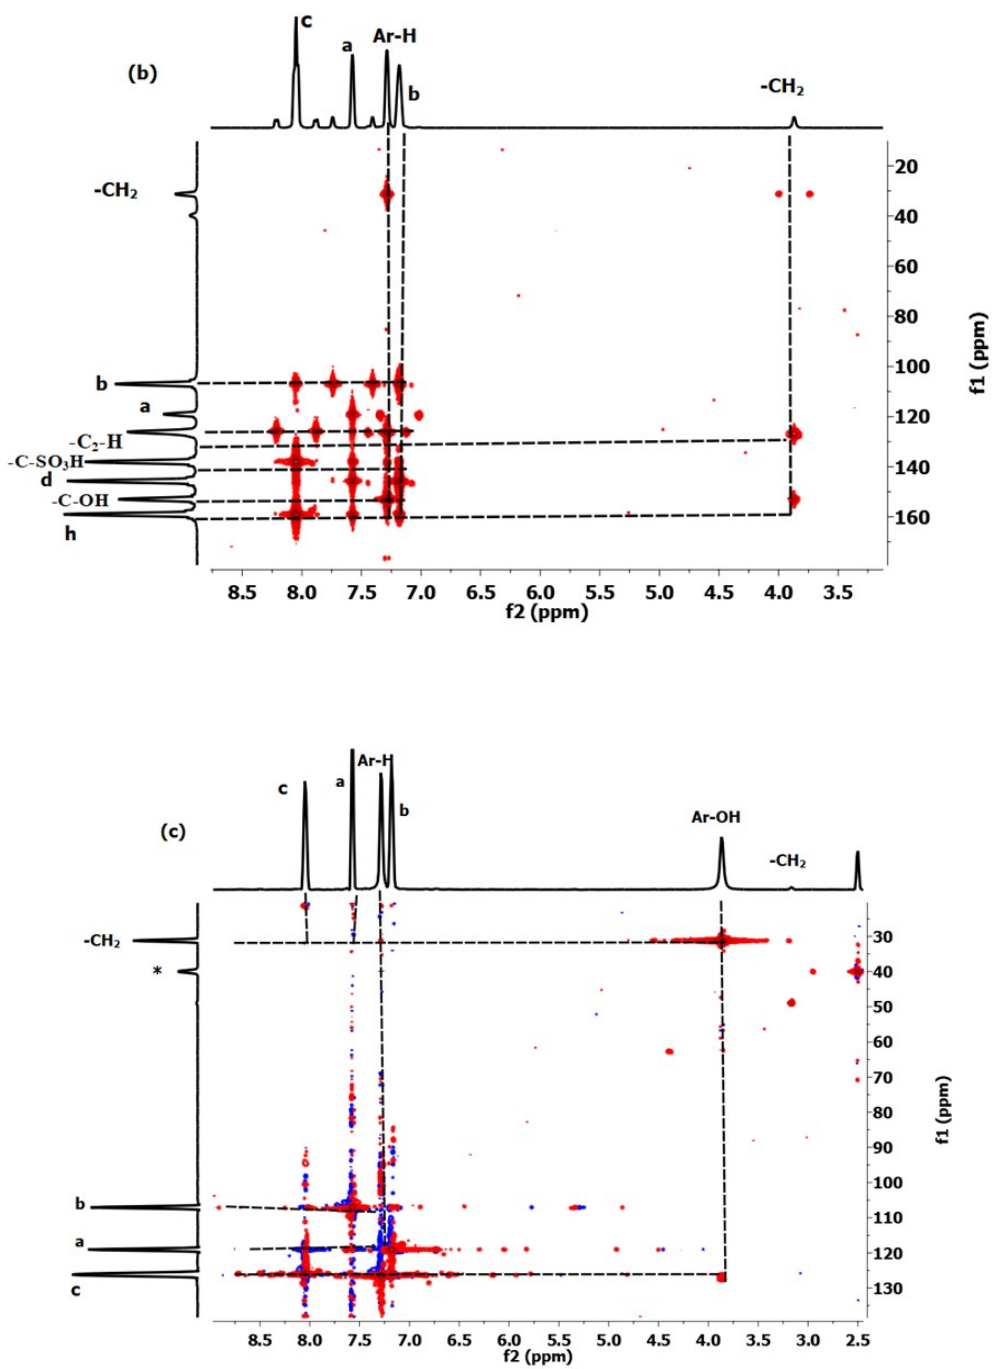 c
a
Ar-H
(b)
b
-CH2
-CH2
20
40
60
80
100
b
a
120
-C2-H
-C-SO3H
140
d
-C-OH
160
h
f1 (ppm)
8.5 8.0 7.5 7.0 6.5 6.0 5.5 5.0 4.5 4.0 3.5
f2 (ppm)
Ar-H
a
c
b
Ar-OH
(c)
-CH2
-CH2
30
*
40
50
60
70
80
90
100
b
110
a
120
c
130
f1 (ppm)
8.5 8.0 7.5 7.0 6.5 6.0 5.5 5.0 4.5 4.0 3.5 3.0 2.5
f2 (ppm)